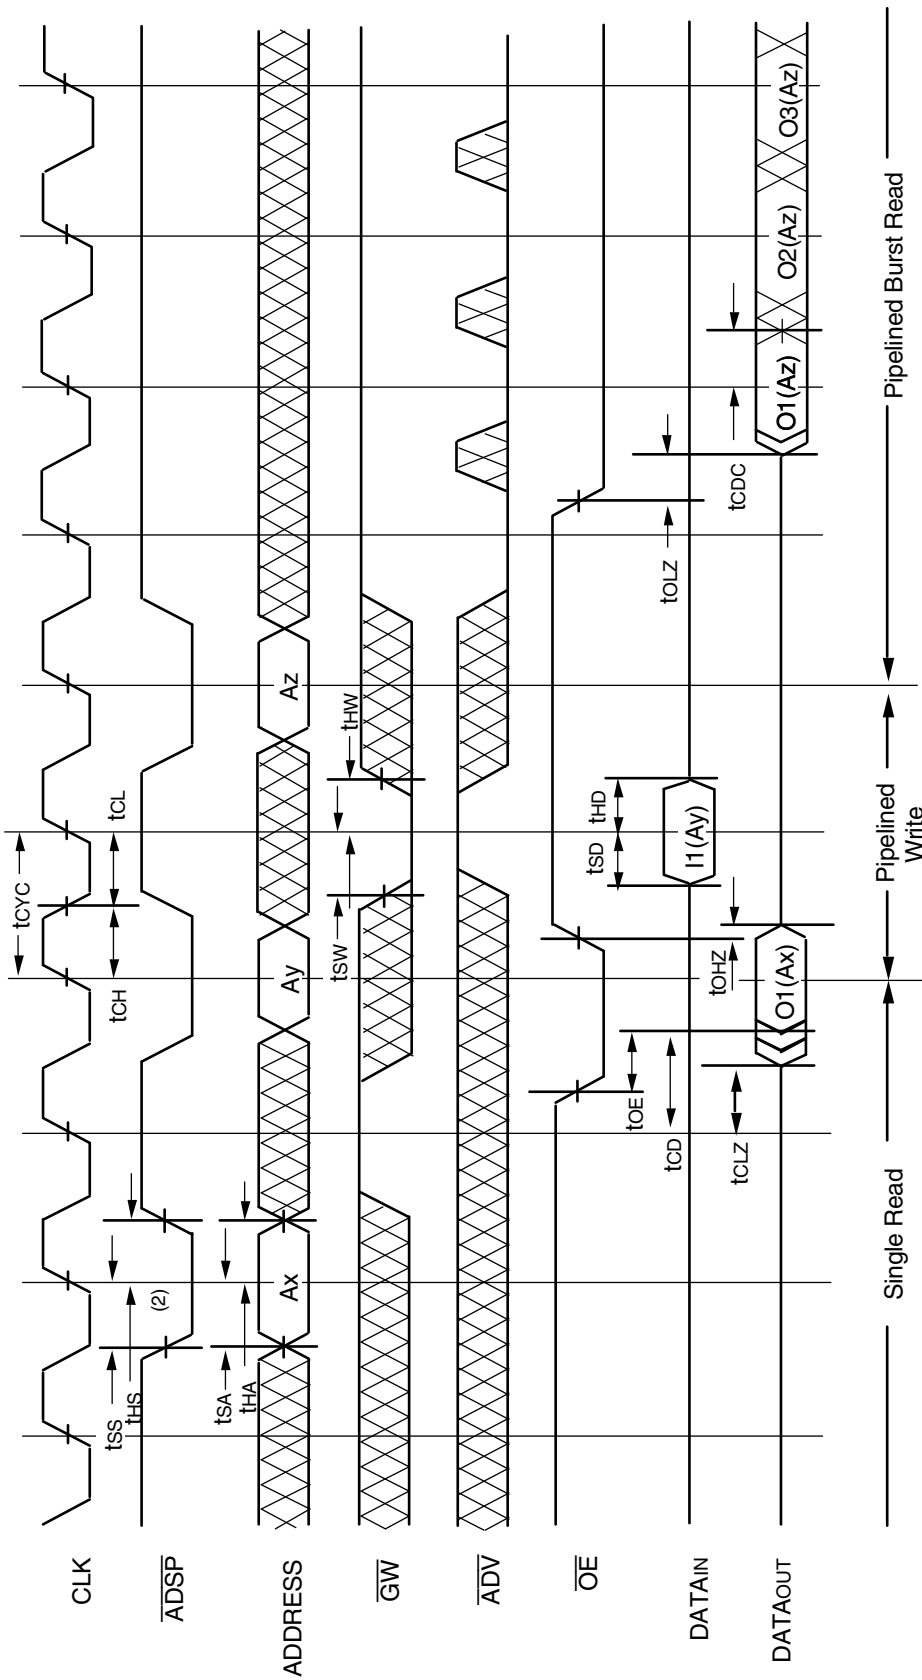 CLK
tCYC
tCH
tCL
ADSP
tSS
tHS
(2)
ADDRESS
tSA
tHA
Ax
Ay
Az
GW
tSW
tHW
ADV
OE
DATAIN
tOE
tCD
tSD
tHD
I1(Ay)
tOLZ
DATAOUT
tCLZ
O1(Ax)
tOHZ
tCDC
O1(Az)
O2(Az)
O3(Az)
Single Read
Pipelined
Write
Pipelined Burst Read